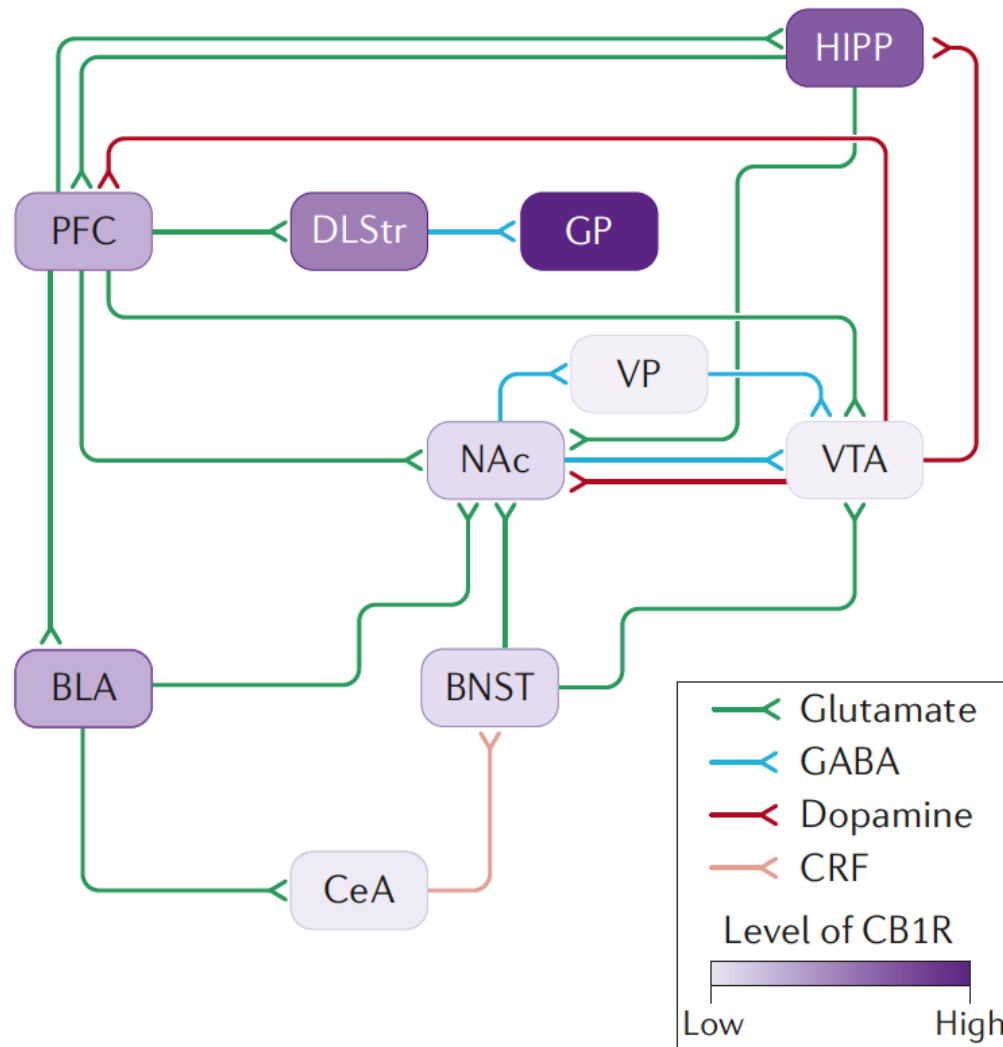 HIPP
PFC
DLStr
GP
VP
NAc
VTA
BLA
BNST
CeA
Glutamate
GABA
Dopamine
CRF
Level of CB1R
Low
High